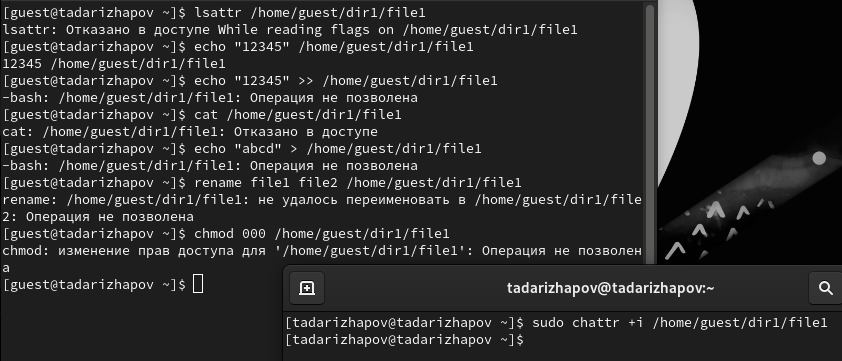 [guest@tadarizhapov ~]$ lsattr /home/guest/dir1/file1
lsattr: Отказано в доступе While reading flags on /home/guest/dir1/file1
[guest@tadarizhapov ~]$ echo "12345" /home/guest/dir1/file1
12345 /home/guest/dir1/file1
[guest@tadarizhapov ~]$ echo "12345" >> /home/guest/dir1/file1
-bash: /home/guest/dir1/file1: Операция не позволена
[guest@tadarizhapov ~]$ cat /home/guest/dir1/file1
cat: /home/guest/dir1/file1: Отказано в доступе
[guest@tadarizhapov ~]$ echo "abcd" > /home/guest/dir1/file1
-bash: /home/guest/dir1/file1: Операция не позволена
[guest@tadarizhapov ~]$ rename file1 file2 /home/guest/dir1/file1
rename: /home/guest/dir1/file1: не удалось переименовать в /home/guest/dir1/file
2: Операция не позволена
[guest@tadarizhapov ~]$ chmod 000 /home/guest/dir1/file1
chmod: изменение прав доступа для '/home/guest/dir1/file1': Операция не позволен
а
[guest@tadarizhapov ~]$
tadarizhapov@tadarizhapov:~
[tadarizhapov@tadarizhapov ~]$ sudo chattr +i /home/guest/dir1/file1
[tadarizhapov@tadarizhapov ~]$